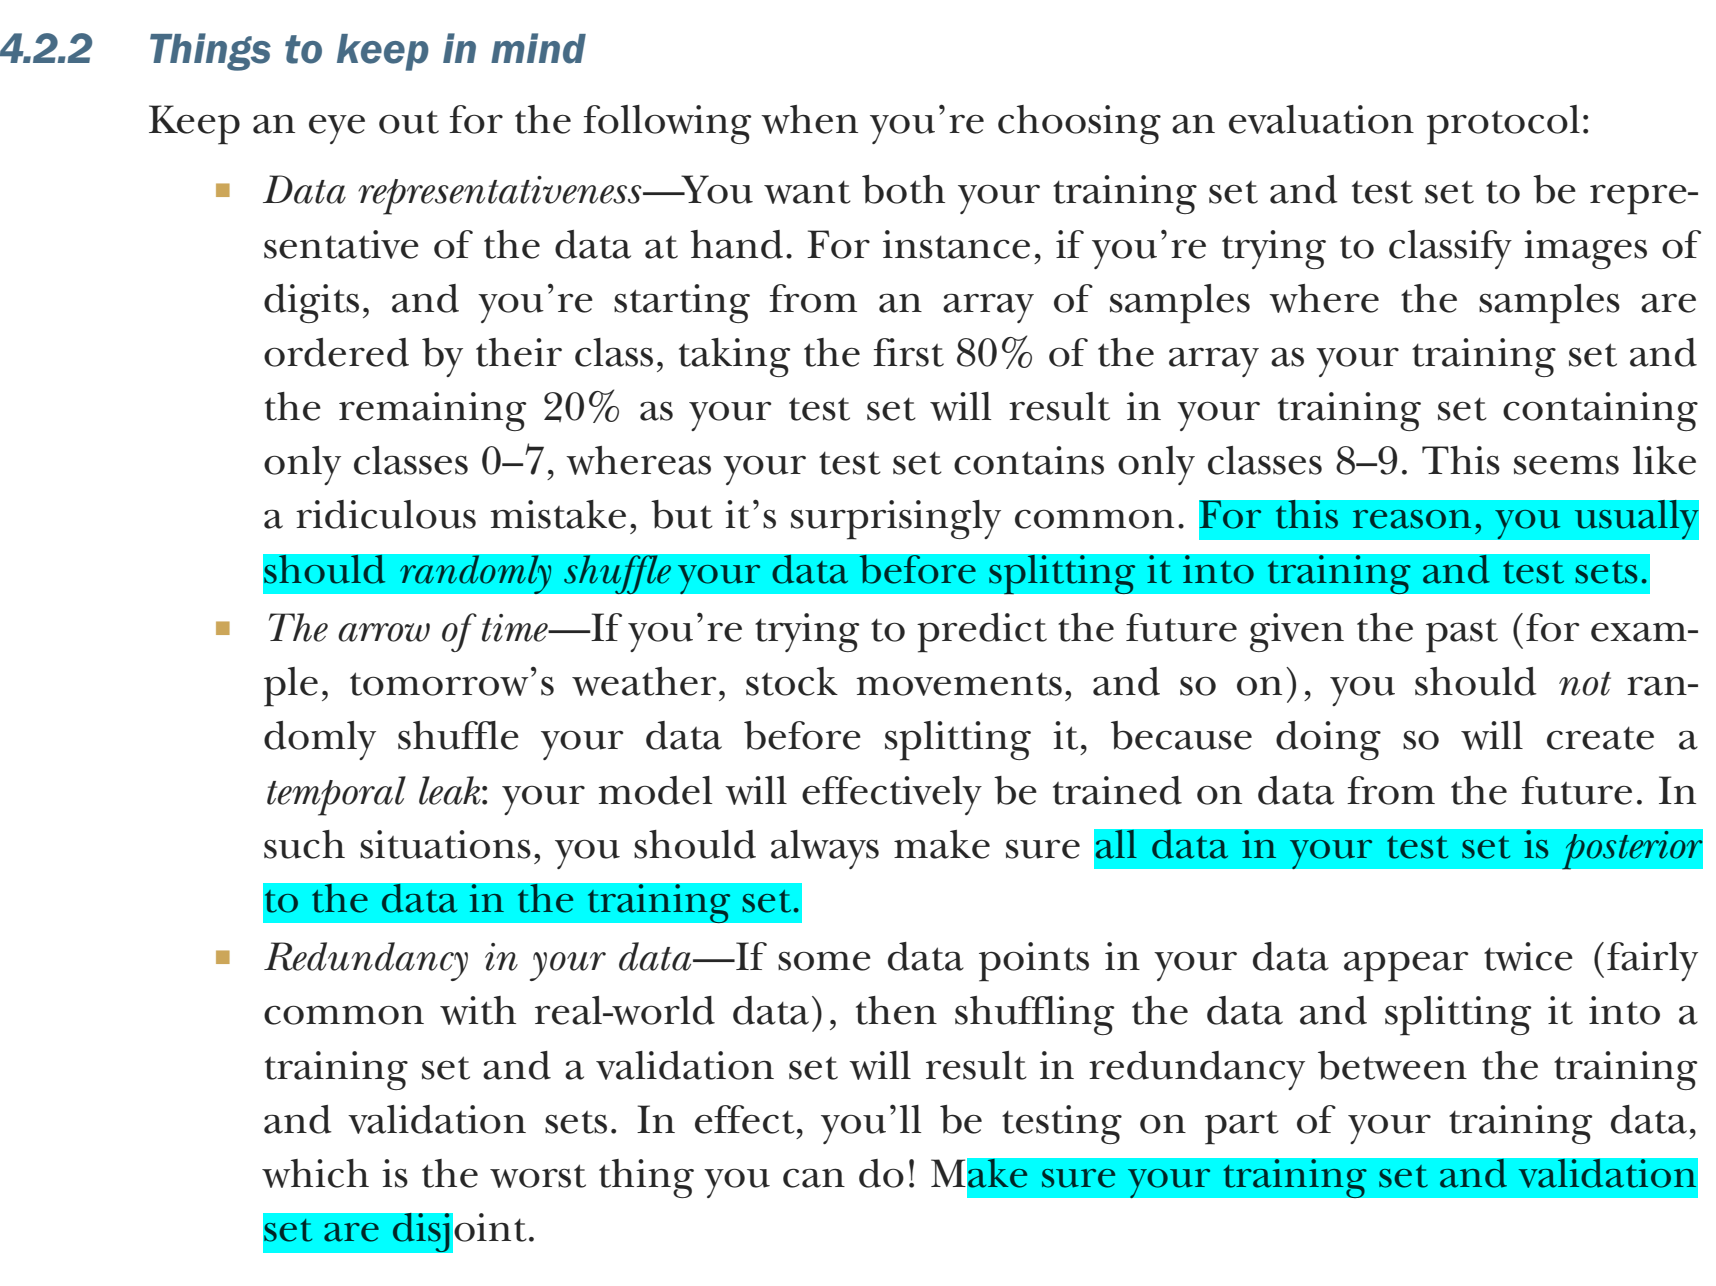 4.2.2 Things to keep in mind
Keep an eye out for the following when you’re choosing an evaluation protocol:
■ Data representativeness—You want both your training set and test set to be repre-
sentative of the data at hand. For instance, if you’re trying to classify images of
digits, and you’re starting from an array of samples where the samples are
ordered by their class, taking the first 80% of the array as your training set and
the remaining 20% as your test set will result in your training set containing
only classes 0–7, whereas your test set contains only classes 8–9. This seems like
a ridiculous mistake, but it’s surprisingly common. For this reason, you usually
should randomly shuffle your data before splitting it into training and test sets.
■ The arrow of time—If you’re trying to predict the future given the past (for exam-
ple, tomorrow’s weather, stock movements, and so on), you should not ran-
domly shuffle your data before splitting it, because doing so will create a
temporal leak: your model will effectively be trained on data from the future. In
such situations, you should always make sure all data in your test set is posterior
to the data in the training set.
■ Redundancy in your data—If some data points in your data appear twice (fairly
common with real-world data), then shuffling the data and splitting it into a
training set and a validation set will result in redundancy between the training
and validation sets. In effect, you’ll be testing on part of your training data,
which is the worst thing you can do! Make sure your training set and validation
set are disjoint.